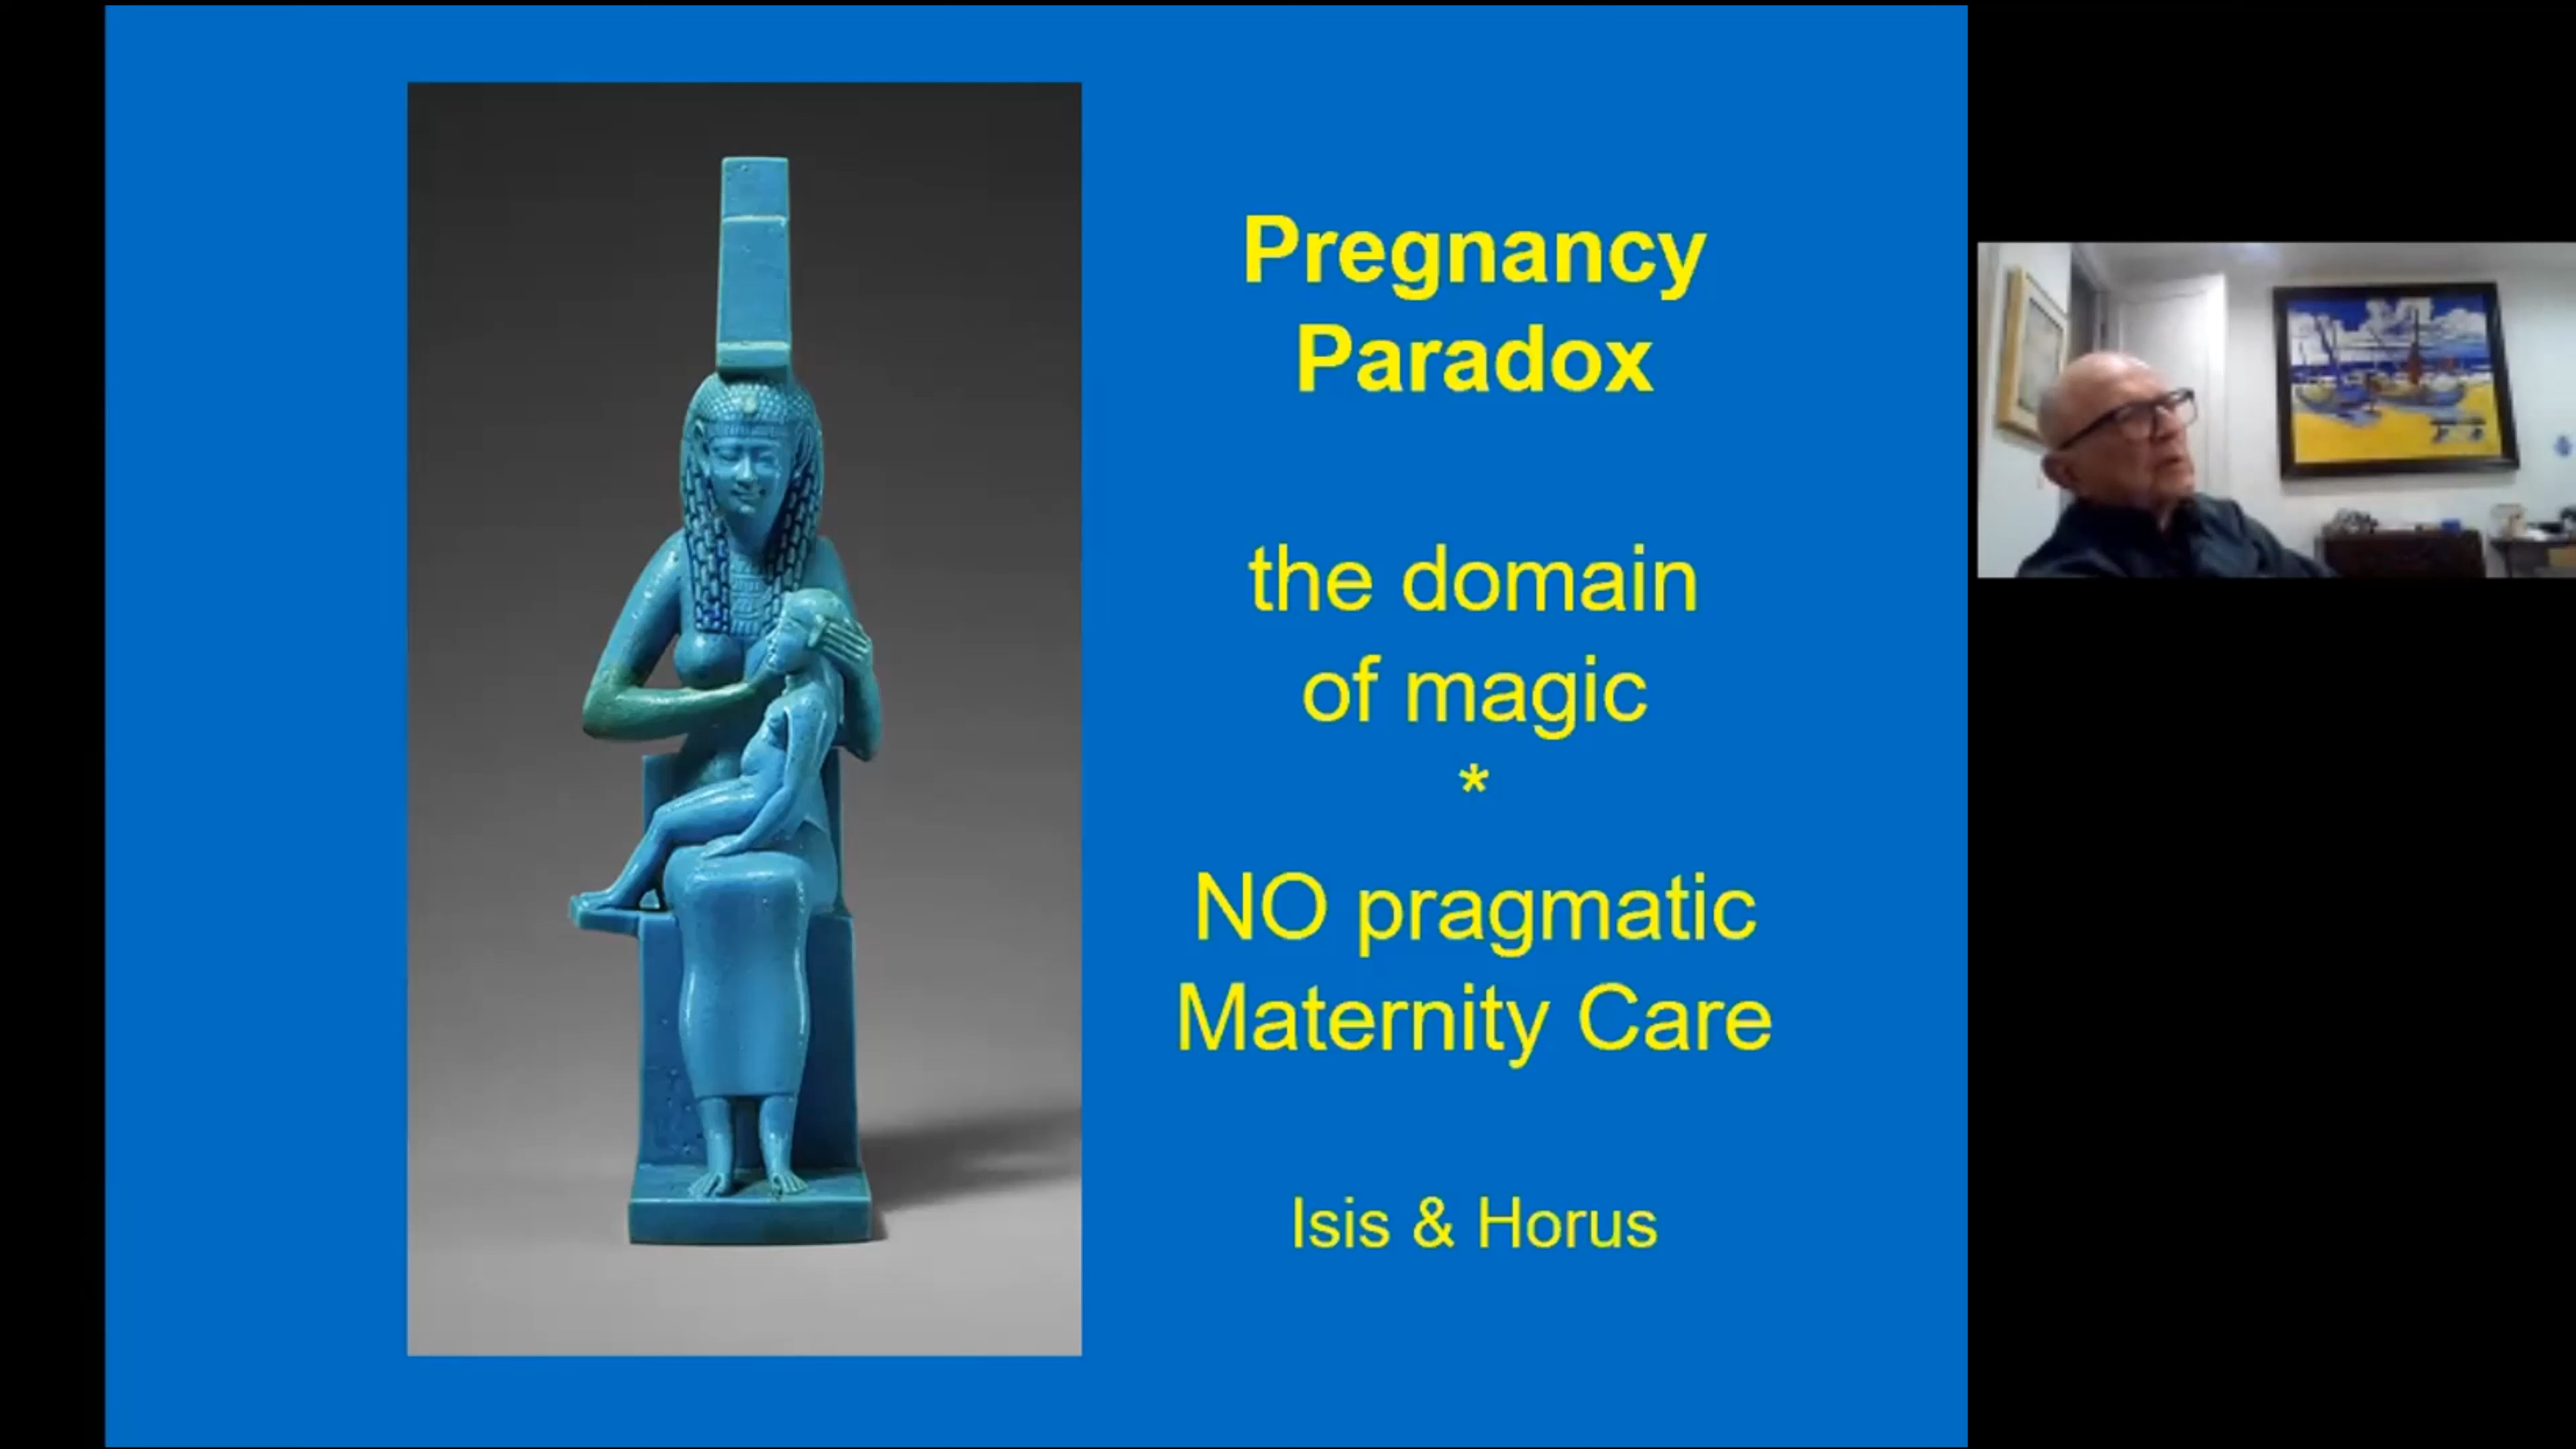 Pregnancy
Paradox
the domain
of magic
*
NO pragmatic
Maternity Care
Isis & Horus